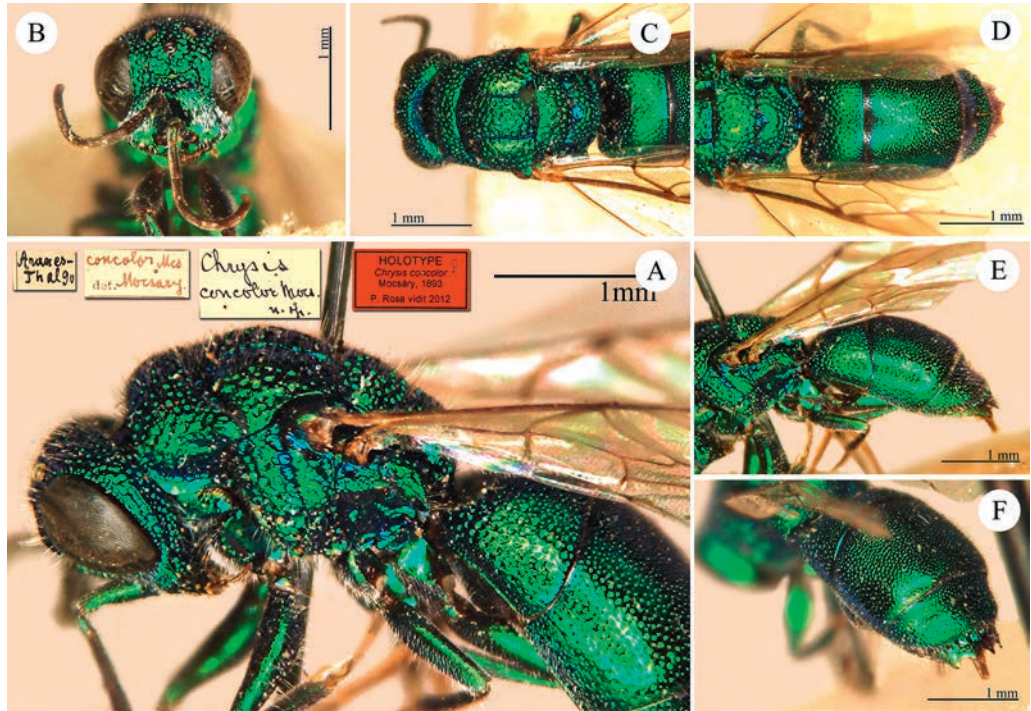 B
1 mm
C
1 mm
D
1 mm
Araxes-
Thal 90
concolor Mcs
det. Mocsáry.
Chrysis
concolor Mocs.
n. sp.
HOLOTYPE ♀
Chrysis concolor
Mocsáry, 1893
P. Rosa vidit 2012
A
1mm
E
1 mm
F
1 mm